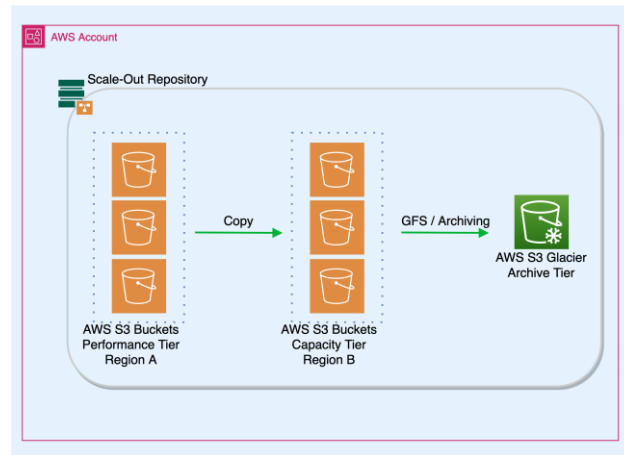 AWS Account
Scale-Out Repository
Copy
GFS / Archiving
AWS S3 Glacier
Archive Tier
AWS S3 Buckets
Performance Tier
Region A
AWS S3 Buckets
Capacity Tier
Region B